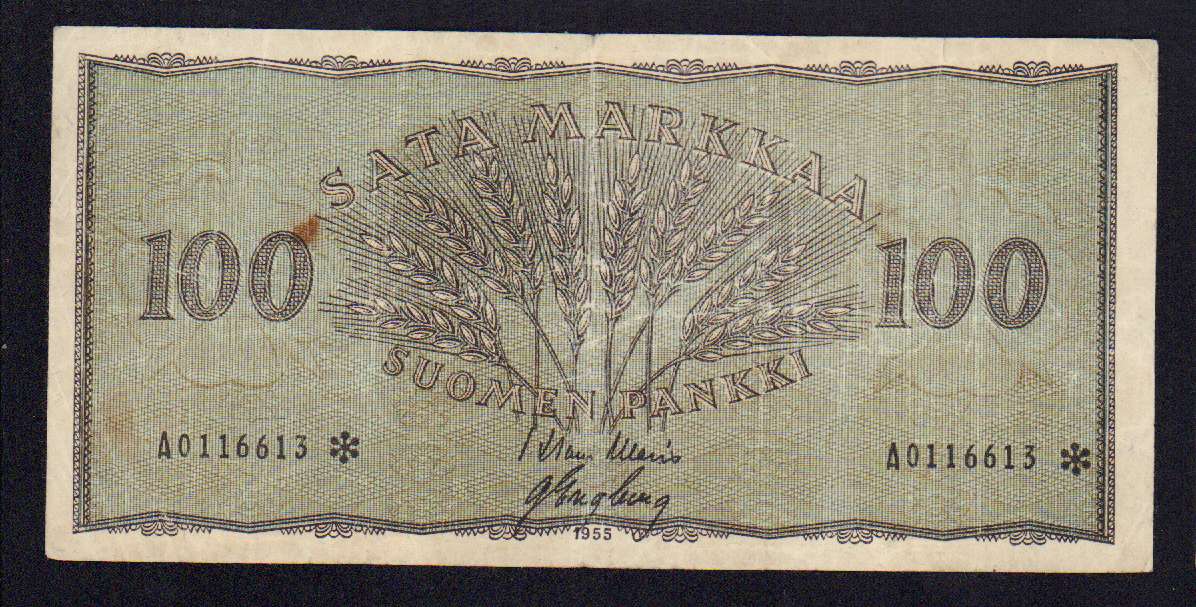 SATA MARKKAA
100 100
SUOMEN PANKKI
A0116613 * A0116613 *
1955